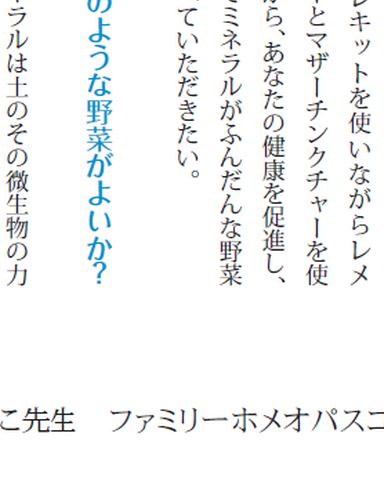 レキットを使いながらレメ
とマザーチンクチャーを使
から、あなたの健康を促進し、
ミネラルがふんだんな野菜
ていただきたい。
のような野菜がよいか？
ラルは土のその微生物の力
こ先生　ファミリーホメオパスコ